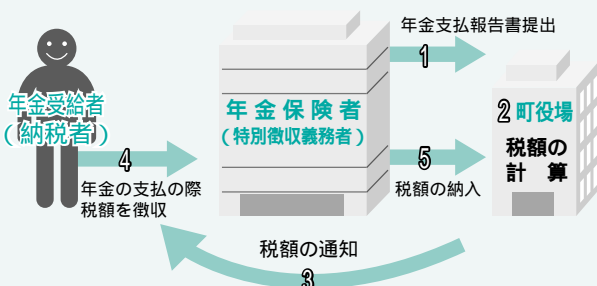 年金支払報告書提出
1
年金受給者
(納税者)
年金保険者
(特別徴収義務者)
2 町役場
税額の
計 算
4
年金の支払の際
税額を徴収
5
税額の納入
税額の通知
3